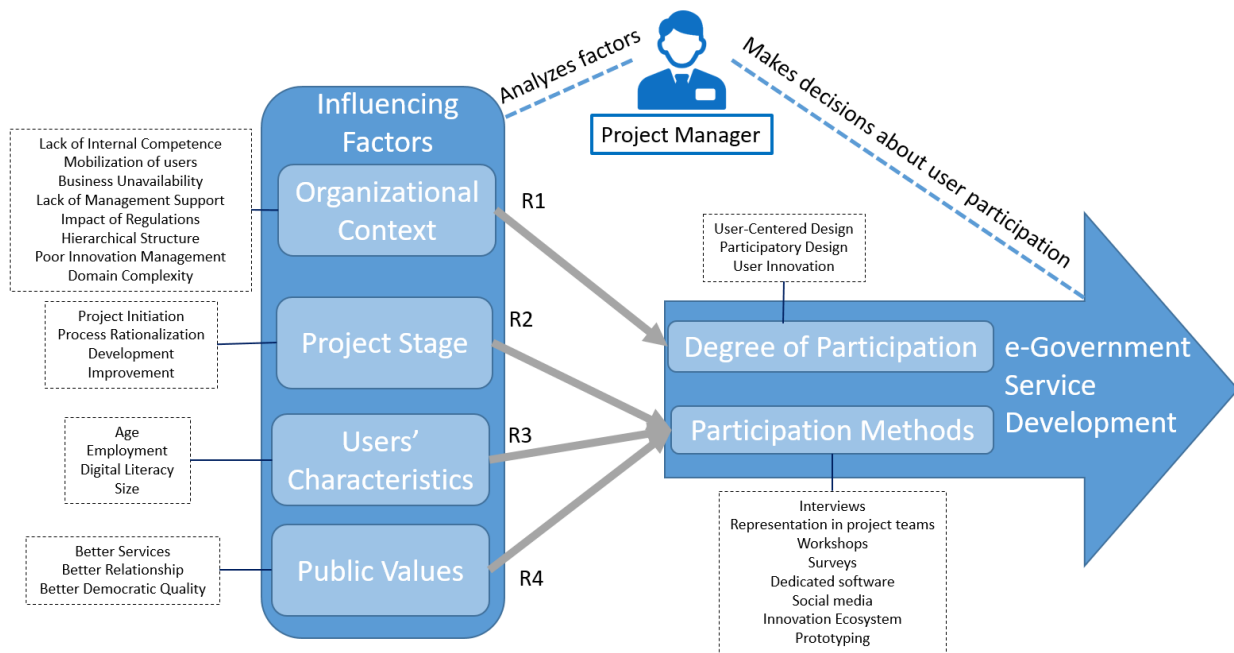 Analyzes factors
Makes decisions about user participation
Project Manager
Influencing
Factors
Lack of Internal Competence
Mobilization of users
Business Unavailability
Lack of Management Support
Impact of Regulations
Hierarchical Structure
Poor Innovation Management
Domain Complexity
Organizational
Context
R1
User-Centered Design
Participatory Design
User Innovation
Project Initiation
Process Rationalization
Development
Improvement
Project Stage
R2
Degree of Participation
e-Government
Service
Development
Age
Employment
Digital Literacy
Size
Users'
Characteristics
R3
Participation Methods
Better Services
Better Relationship
Better Democratic Quality
Public Values
R4
Interviews
Representation in project teams
Workshops
Surveys
Dedicated software
Social media
Innovation Ecosystem
Prototyping